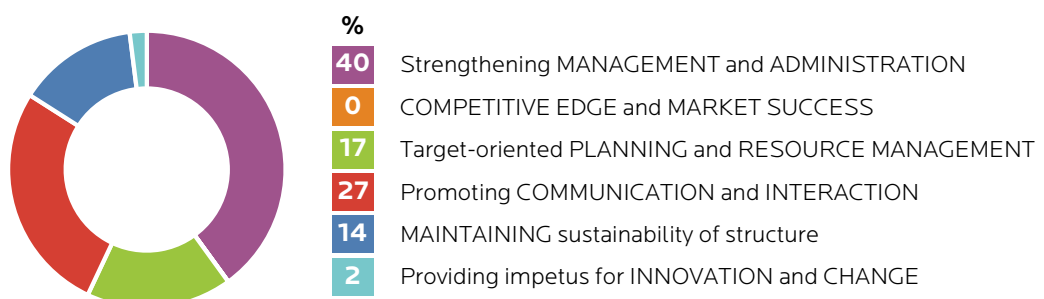 %
40 Strengthening MANAGEMENT and ADMINISTRATION
0 COMPETITIVE EDGE and MARKET SUCCESS
17 Target-oriented PLANNING and RESOURCE MANAGEMENT
27 Promoting COMMUNICATION and INTERACTION
14 MAINTAINING sustainability of structure
2 Providing impetus for INNOVATION and CHANGE